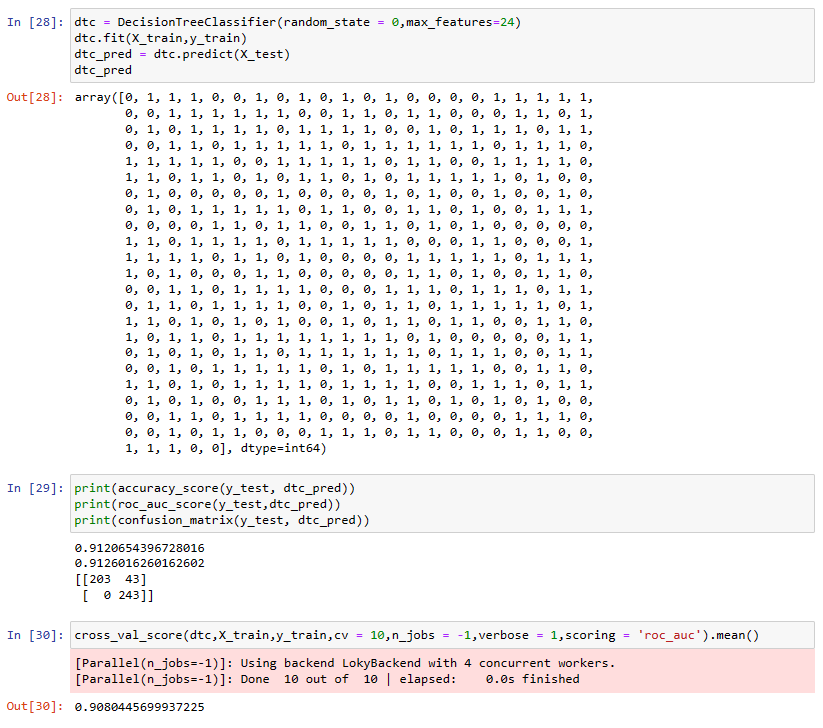 In [28]: dtc = DecisionTreeClassifier(random_state = 0,max_features=24)
dtc.fit(X_train,y_train)
dtc_pred = dtc.predict(X_test)
dtc_pred
Out[28]: array([0, 1, 1, 1, 0, 0, 1, 0, 1, 0, 1, 0, 1, 0, 0, 0, 0, 1, 1, 1, 1, 1,
0, 0, 1, 1, 1, 1, 1, 1, 0, 0, 1, 1, 0, 1, 1, 0, 0, 0, 1, 1, 0, 1,
0, 1, 0, 1, 1, 1, 1, 0, 1, 1, 1, 1, 0, 0, 1, 0, 1, 1, 1, 0, 1, 1,
0, 0, 1, 1, 0, 1, 1, 1, 1, 1, 0, 1, 1, 1, 1, 1, 1, 0, 1, 1, 1, 0,
1, 1, 1, 1, 1, 0, 0, 1, 1, 1, 1, 1, 0, 1, 1, 0, 0, 1, 1, 1, 1, 0,
1, 1, 0, 1, 1, 0, 1, 0, 1, 1, 0, 1, 0, 1, 1, 1, 1, 1, 0, 1, 0, 0,
0, 1, 0, 0, 0, 0, 0, 1, 0, 0, 0, 0, 1, 0, 1, 0, 0, 1, 0, 0, 1, 0,
0, 1, 0, 1, 1, 1, 1, 1, 0, 1, 1, 0, 0, 1, 1, 0, 1, 0, 0, 1, 1, 1,
0, 0, 0, 0, 1, 1, 0, 1, 1, 0, 0, 1, 1, 0, 1, 0, 1, 0, 0, 0, 0, 0,
1, 1, 0, 1, 1, 1, 1, 0, 1, 1, 1, 1, 1, 0, 0, 0, 1, 1, 0, 0, 0, 1,
1, 1, 1, 1, 0, 1, 1, 0, 1, 0, 0, 0, 0, 1, 1, 1, 1, 1, 0, 1, 1, 1,
1, 0, 1, 0, 0, 0, 1, 1, 0, 0, 0, 0, 0, 1, 1, 0, 1, 0, 0, 1, 1, 0,
0, 0, 1, 1, 0, 1, 1, 1, 1, 0, 0, 0, 1, 1, 1, 0, 1, 1, 1, 0, 1, 1,
0, 1, 1, 0, 1, 1, 1, 1, 0, 0, 1, 0, 1, 1, 0, 1, 1, 1, 1, 1, 0, 1,
1, 1, 0, 1, 0, 1, 0, 1, 0, 0, 1, 0, 1, 1, 0, 1, 1, 0, 0, 1, 1, 0,
1, 0, 1, 1, 0, 1, 1, 1, 1, 1, 1, 1, 1, 0, 1, 0, 0, 0, 0, 0, 1, 1,
0, 1, 0, 1, 0, 1, 1, 0, 1, 1, 1, 1, 1, 1, 0, 1, 1, 1, 0, 0, 1, 1,
0, 0, 1, 0, 1, 1, 1, 1, 1, 0, 1, 1, 0, 1, 1, 1, 1, 1, 0, 0, 1, 1, 0,
1, 1, 0, 1, 0, 1, 1, 1, 1, 0, 1, 1, 1, 1, 0, 0, 1, 1, 1, 0, 1, 1,
0, 1, 0, 1, 0, 0, 1, 1, 1, 0, 1, 0, 1, 1, 0, 1, 0, 1, 0, 1, 0, 0,
0, 0, 1, 1, 0, 1, 1, 1, 1, 0, 0, 0, 0, 1, 0, 0, 0, 0, 1, 1, 1, 0,
0, 0, 1, 0, 1, 1, 0, 0, 0, 1, 1, 1, 0, 1, 1, 0, 0, 0, 1, 1, 0, 0,
1, 1, 1, 0, 0], dtype=int64)
In [29]: print(accuracy_score(y_test, dtc_pred))
print(roc_auc_score(y_test,dtc_pred))
print(confusion_matrix(y_test, dtc_pred))
0.9120654396728016
0.9126016260162602
[[203 43]
[ 0 243]]
In [30]: cross_val_score(dtc,X_train,y_train,cv = 10,n_jobs = -1,verbose = 1,scoring = 'roc_auc').mean()
[Parallel(n_jobs=-1)]: Using backend LokyBackend with 4 concurrent workers.
[Parallel(n_jobs=-1)]: Done 10 out of 10 | elapsed: 0.0s finished
Out[30]: 0.9080445699937225